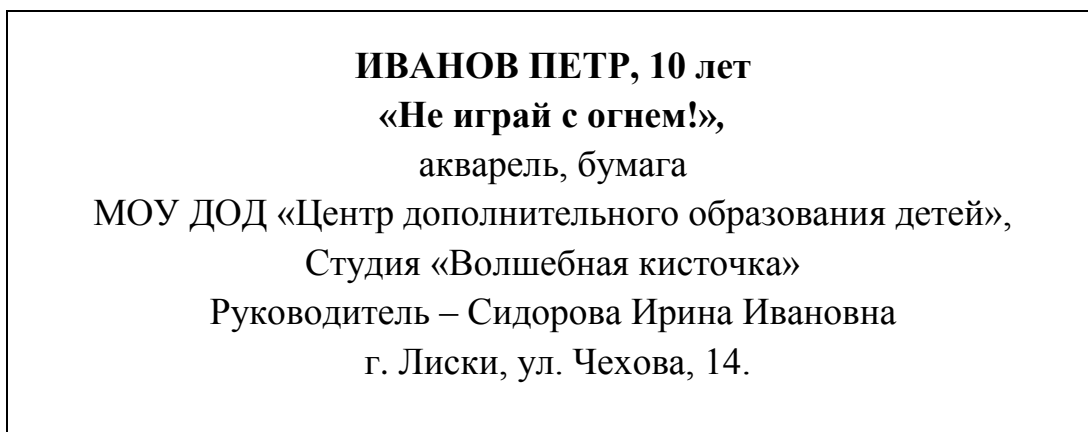 ИВАНОВ ПЕТР, 10 лет
«Не играй с огнем!»,
акварель, бумага
МОУ ДОД «Центр дополнительного образования детей»,
Студия «Волшебная кисточка»
Руководитель – Сидорова Ирина Ивановна
г. Лиски, ул. Чехова, 14.